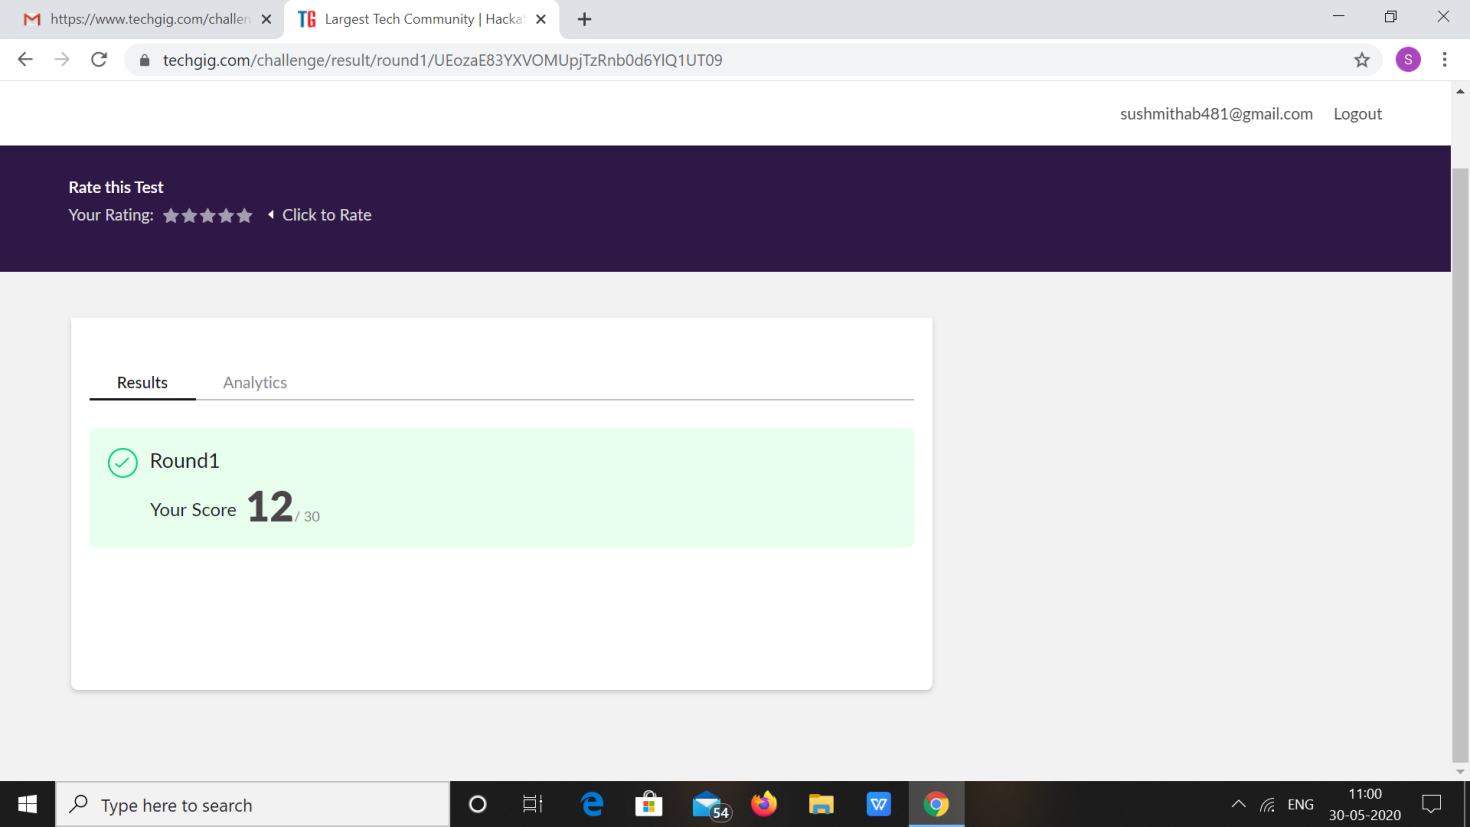 https://www.techgig.com/challen
TG Largest Tech Community | Hacka
techgig.com/challenge/result/round1/UEozaE83YXVOMUpjTzRnb0d6YlQ1UT09
S
sushmithab481@gmail.com Logout
Rate this Test
Your Rating: Click to Rate
Results Analytics
Round1
Your Score 12 / 30
Type here to search
54
W
ENG
11:00
30-05-2020